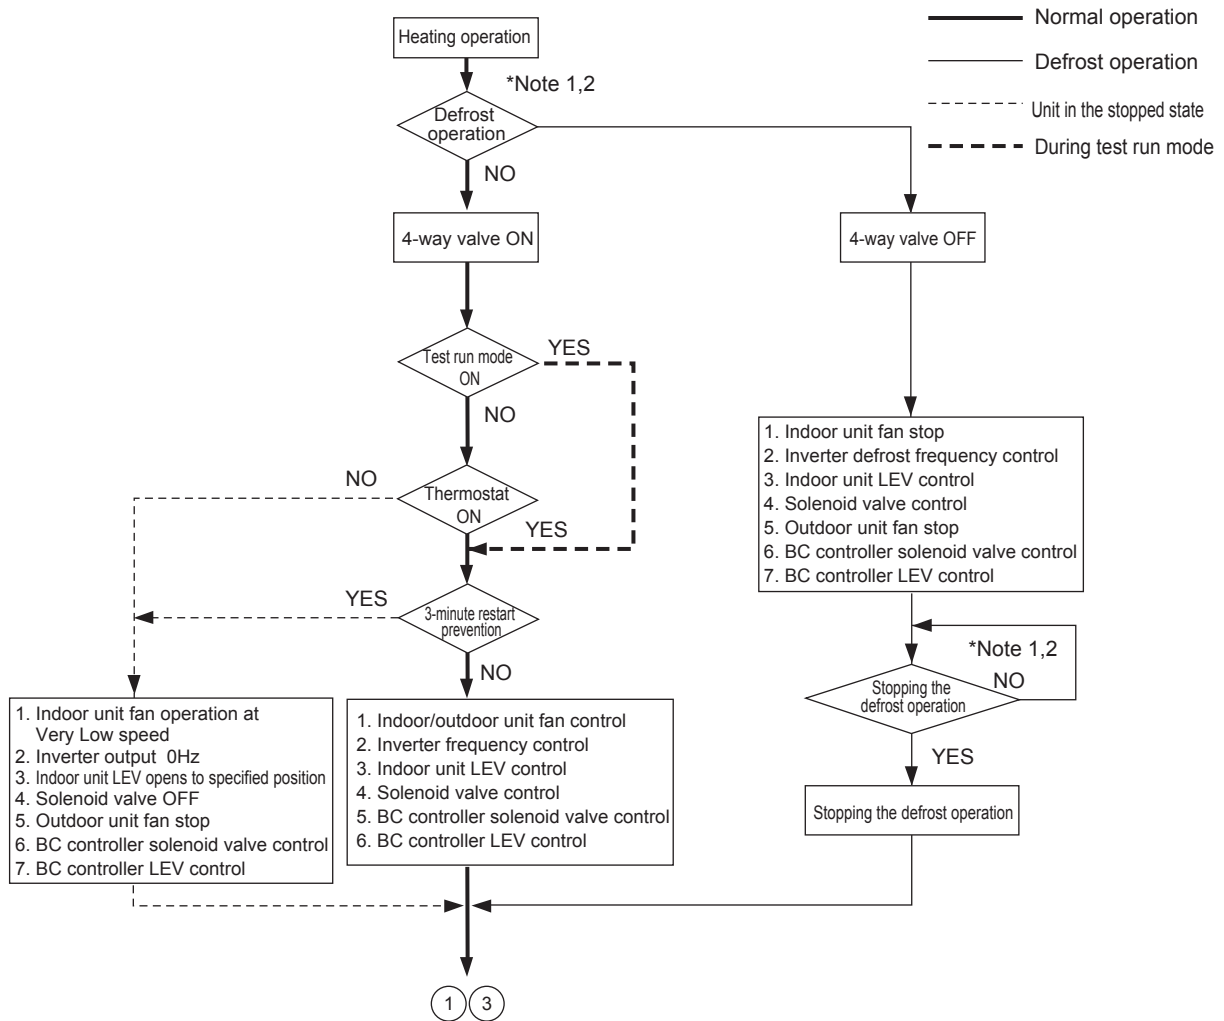 Normal operation
Heating operation
Defrost operation
*Note 1,2
Unit in the stopped state
Defrost
operation
During test run mode
NO
4-way valve ON
4-way valve OFF
Test run mode
ON
YES
NO
NO
Thermostat
ON
YES
1. Indoor unit fan stop
2. Inverter defrost frequency control
3. Indoor unit LEV control
4. Solenoid valve control
5. Outdoor unit fan stop
6. BC controller solenoid valve control
7. BC controller LEV control
YES
3-minute restart
prevention
NO
*Note 1,2
Stopping the
defrost operation
NO
YES
1. Indoor unit fan operation at
Very Low speed
2. Inverter output 0Hz
3. Indoor unit LEV opens to specified position
4. Solenoid valve OFF
5. Outdoor unit fan stop
6. BC controller solenoid valve control
7. BC controller LEV control
1. Indoor/outdoor unit fan control
2. Inverter frequency control
3. Indoor unit LEV control
4. Solenoid valve control
5. BC controller solenoid valve control
6. BC controller LEV control
Stopping the defrost operation
1 3